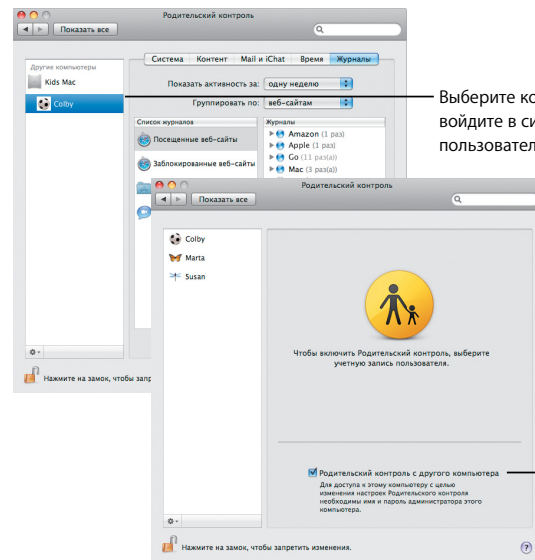 Родительский контроль
Показать все
Система Контент Mail и iChat Время Журналы
Другие компьютеры
Kids Mac
Colby
Показать активность за: одну неделю
Группировать по: веб-сайтам
Список журналов
Посещенные веб-сайты
Заблокированные веб-сайты
Журналы
Amazon (1 раз)
Apple (1 раз)
Go (11 раз(а))
Mac (3 раз(а))
Нажмите на замок, чтобы
Выберите
войдите в
Родительский контроль
Показать все
Colby
Marta
Susan
Чтобы включить Родительский контроль, выберите
учетную запись пользователя.
Родительский контроль с другого компьютера
Для доступа к этому компьютеру с целью
изменения настроек Родительского контроля
необходимы имя и пароль администратора этого
компьютера.
Нажмите на замок, чтобы запретить изменения.
?